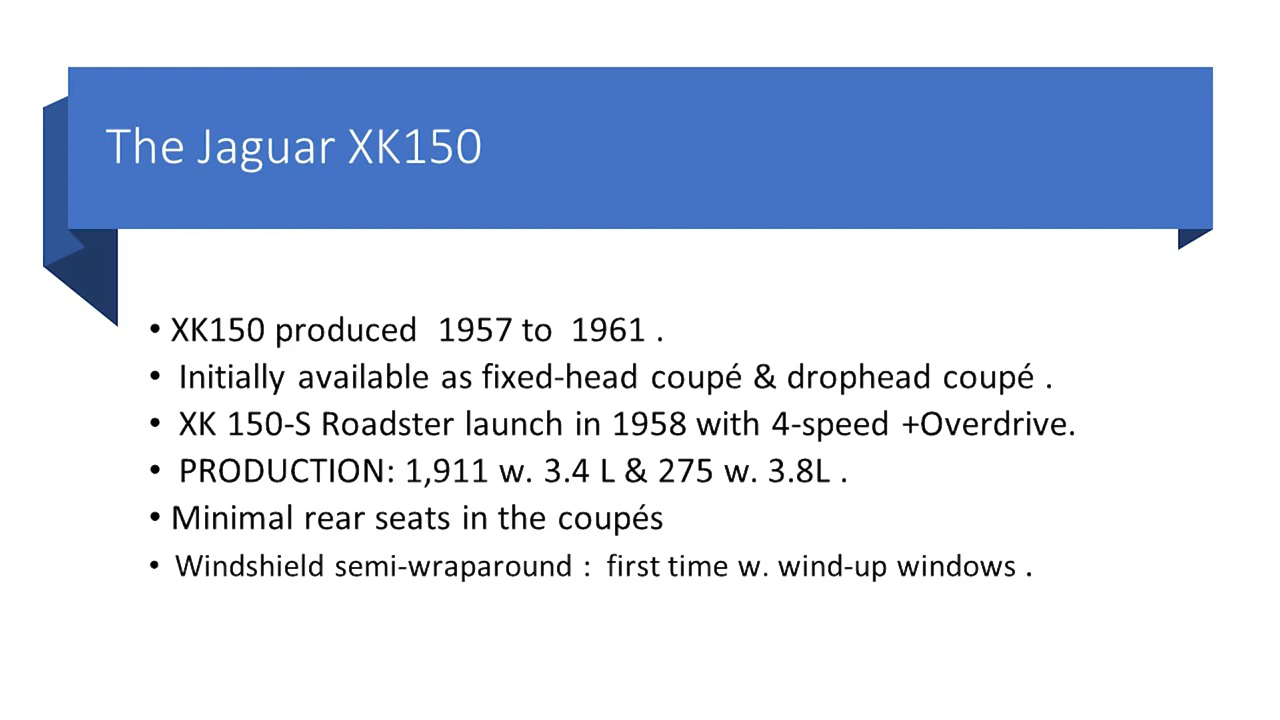 The Jaguar XK150
• XK150 produced 1957 to 1961 .
• Initially available as fixed-head coupé & drophead coupé .
• XK 150-S Roadster launch in 1958 with 4-speed +Overdrive.
• PRODUCTION: 1,911 w. 3.4 L & 275 w. 3.8L .
• Minimal rear seats in the coupés
• Windshield semi-wraparound : first time w. wind-up windows .